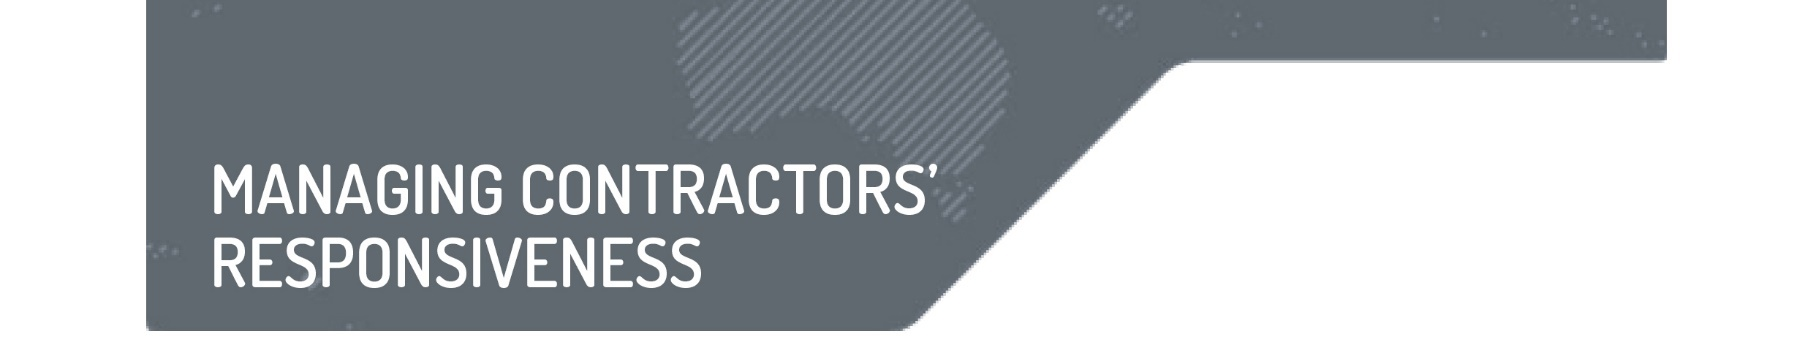 MANAGING CONTRACTORS’
RESPONSIVENESS